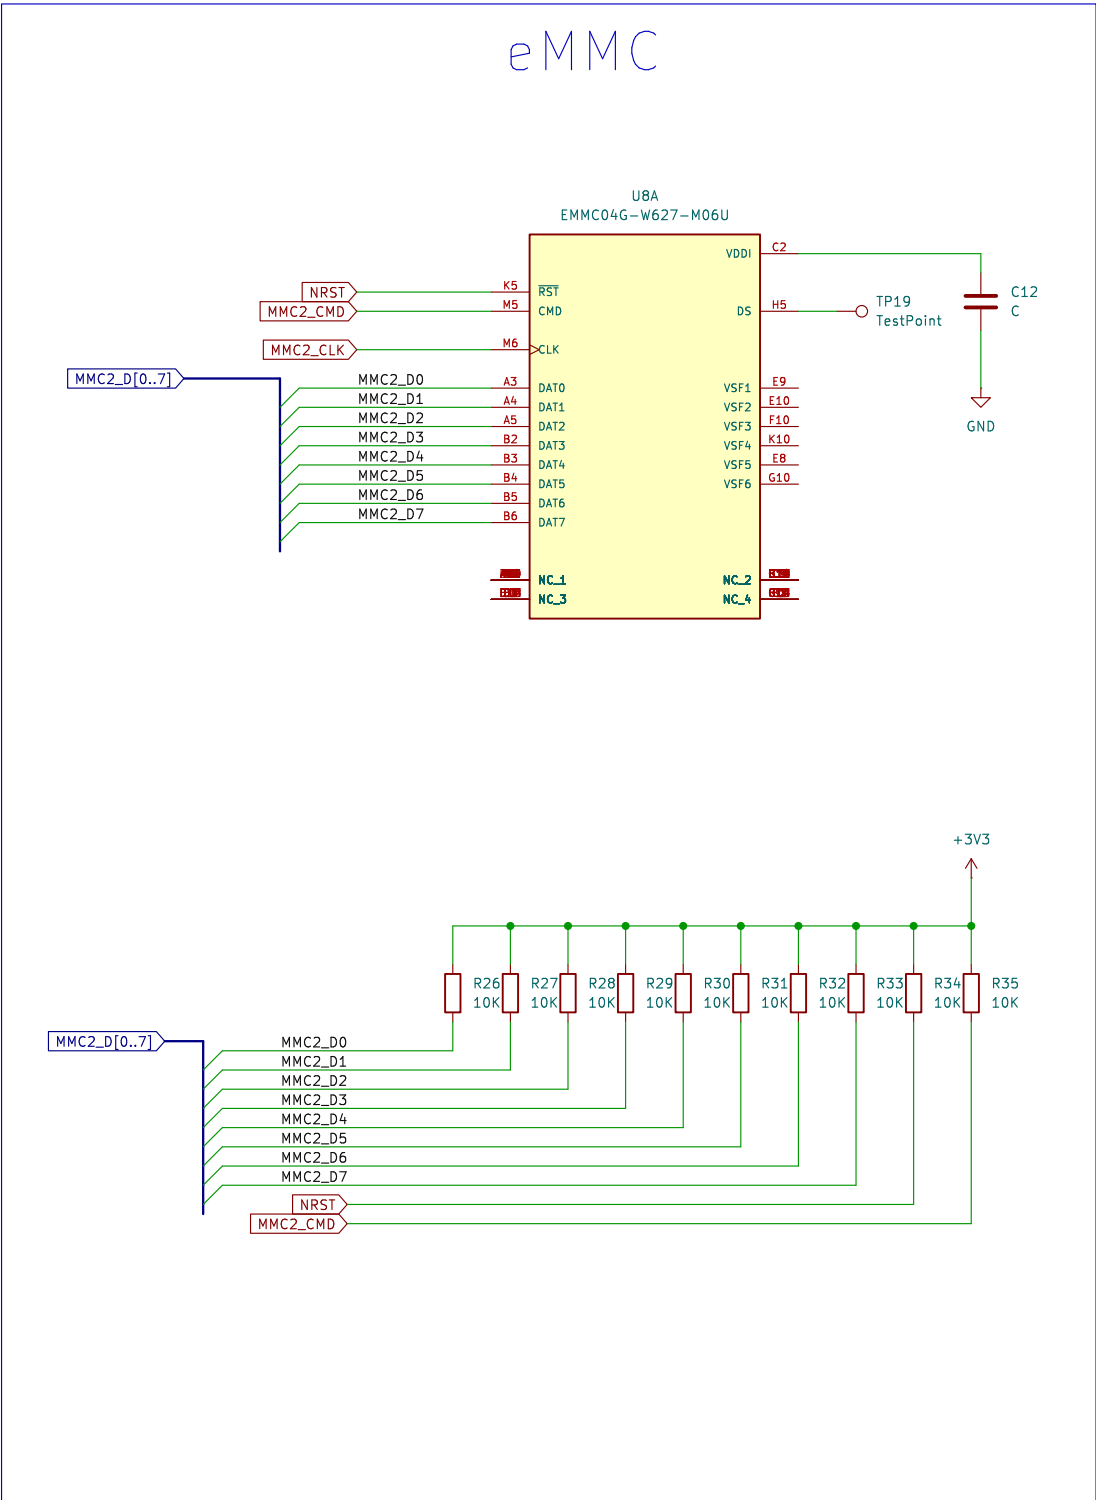 eMMC
U8A
EMMC04G-W627-M06U
VDDI C2
NRST K5 RST
MMC2_CMD M5 CMD
DS H5
TP19
TestPoint
C12
C
MMC2_CLK M6 CLK
MMC2_D[0..7]
MMC2_D0 A3 DAT0 VSF1 E9
MMC2_D1 A4 DAT1 VSF2 E10
MMC2_D2 A5 DAT2 VSF3 F10
GND
MMC2_D3 B2 DAT3 VSF4 K10
MMC2_D4 B3 DAT4 VSF5 E8
MMC2_D5 B4 DAT5 VSF6 G10
MMC2_D6 B5 DAT6
MMC2_D7 B6 DAT7
NC_1 NC_2
NC_3 NC_4
+3V3
R26 R27 R28 R29 R30 R31 R32 R33 R34 R35
10K 10K 10K 10K 10K 10K 10K 10K 10K 10K
MMC2_D[0..7]
MMC2_D0
MMC2_D1
MMC2_D2
MMC2_D3
MMC2_D4
MMC2_D5
MMC2_D6
MMC2_D7
NRST
MMC2_CMD